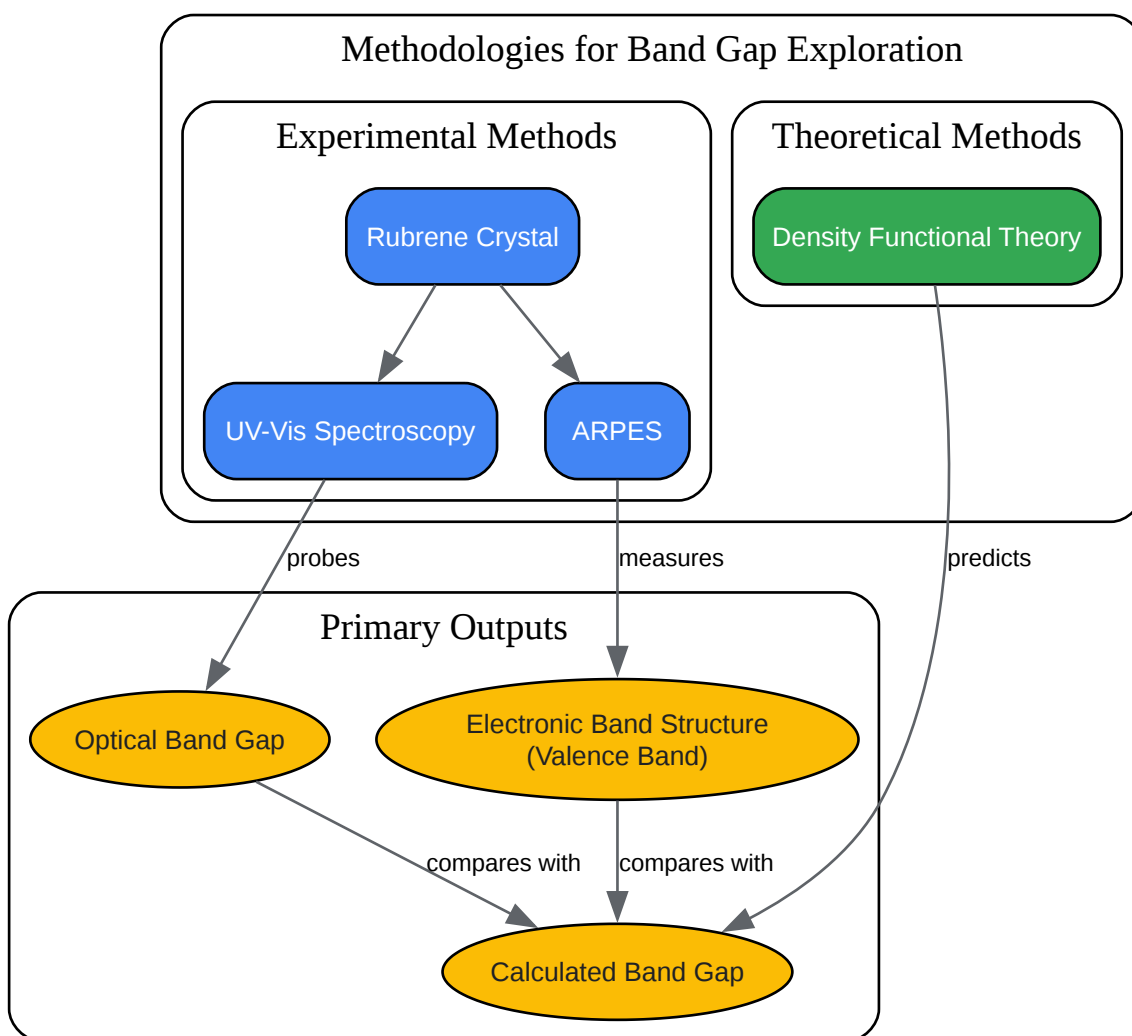 Methodologies for Band Gap Exploration
Experimental Methods
Theoretical Methods
Rubrene Crystal
Density Functional Theory
UV-Vis Spectroscopy
ARPES
probes
measures
predicts
Primary Outputs
Optical Band Gap
Electronic Band Structure
(Valence Band)
compares with
compares with
Calculated Band Gap